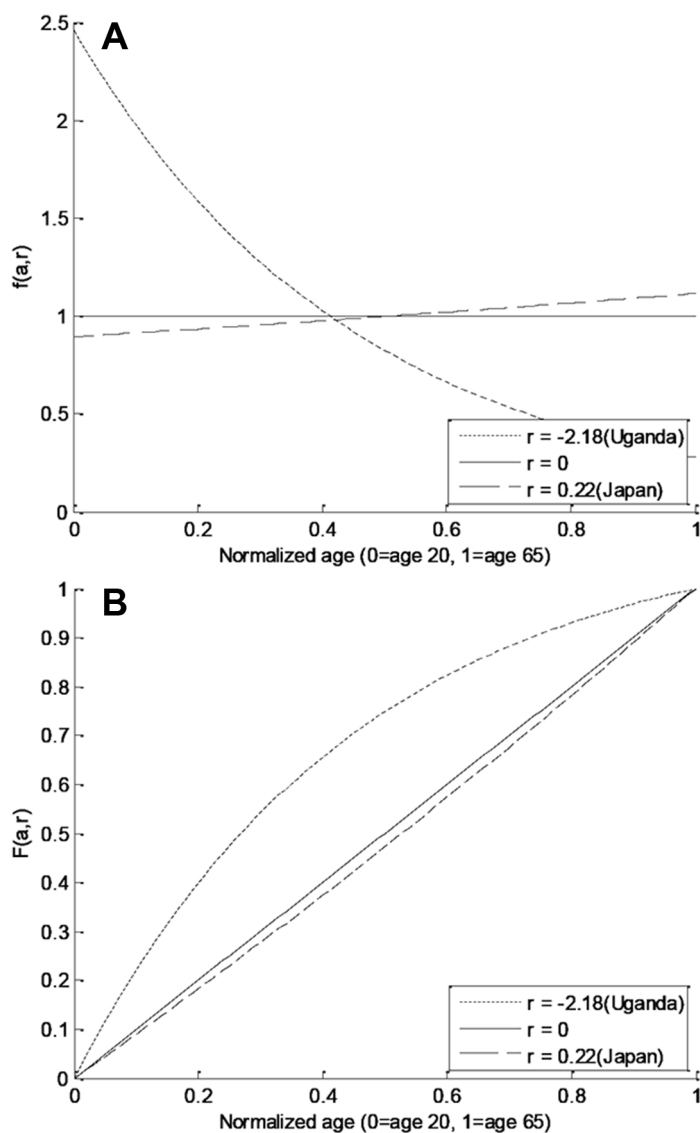 A
2.5
2
1.5
1
0.5
0
f(a,r)
r = -2.18(Uganda)
r = 0
r = 0.22(Japan)
0 0.2 0.4 0.6 0.8 1
Normalized age (0=age 20, 1=age 65)
B
1
0.9
0.8
0.7
0.6
0.5
0.4
0.3
0.2
0.1
0
F(a,r)
r = -2.18(Uganda)
r = 0
r = 0.22(Japan)
0 0.2 0.4 0.6 0.8 1
Normalized age (0=age 20, 1=age 65)